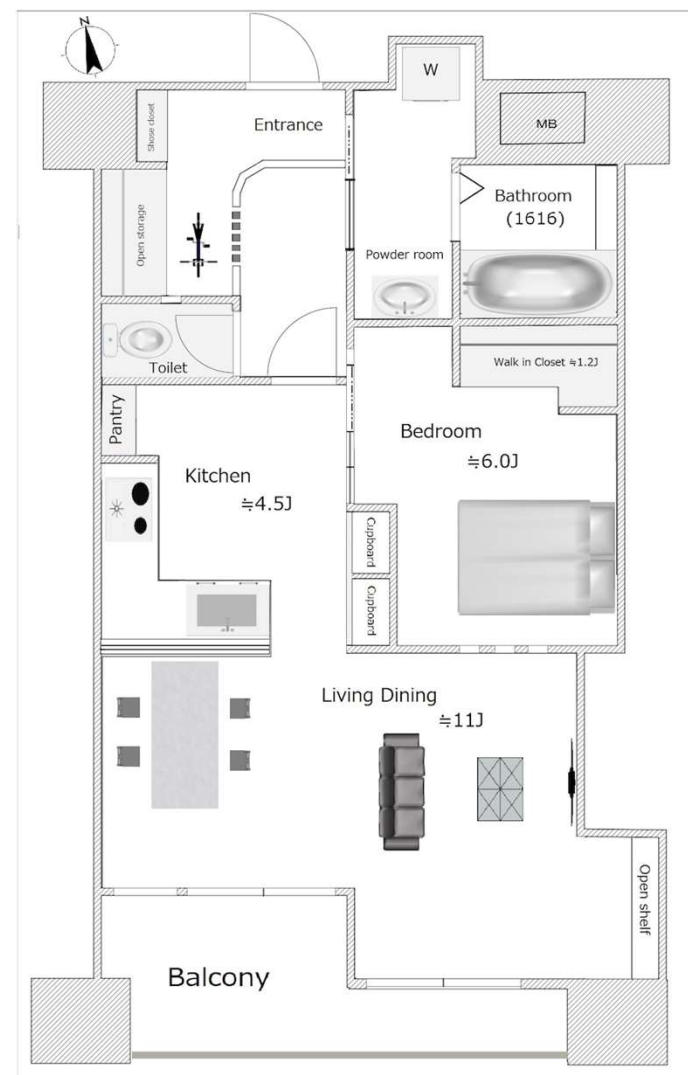 N
W
MB
Shose closet
Entrance
Bathroom
(1616)
Open storage
Powder room
Toilet
Walk in Closet ≒1.2J
Pantry
Bedroom
≒6.0J
Kitchen
≒4.5J
Cupboard
Cupboard
Living Dining
≒11J
Open shelf
Balcony